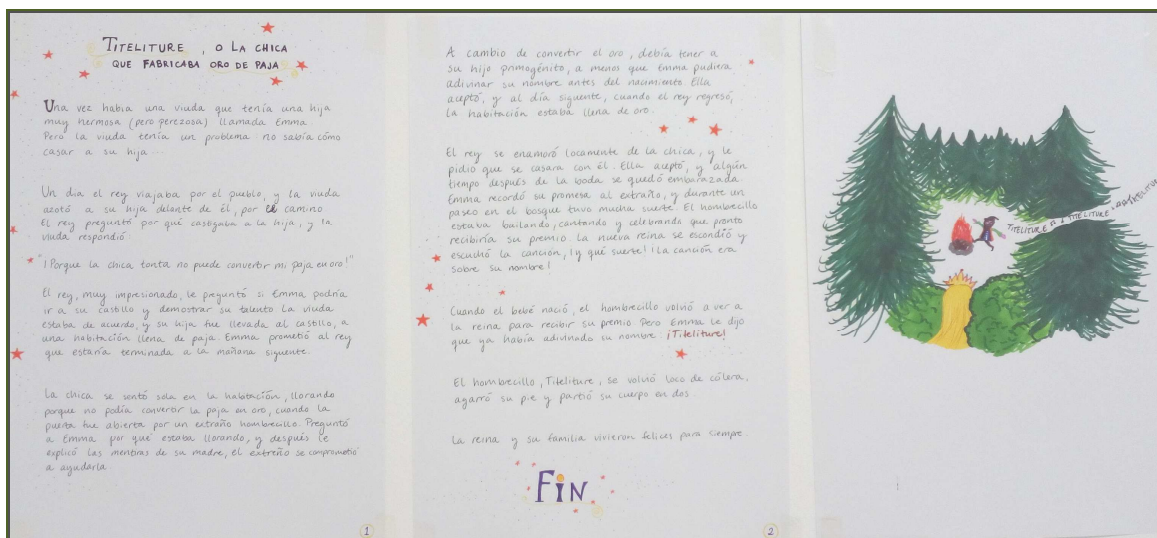 TITELITURE, O LA CHICA
QUE FABRICABA ORO DE PAJA
Una vez habia una viuda que tenía una hija
muy hermosa (pero perezosa) llamada Emma
Pero la viuda tenía un problema: no sabía cómo
casar a su hija...
Un día el rey viajaba por el pueblo, y la viuda
azotó a su hija delante de él, por el camino
El rey preguntó por qué castigaba a la hija, y la
viuda respondió:
"¡Porque la chica tonta no puede convertir mi paja en oro!"
El rey, muy impresionado, le preguntó si Emma podría
ir a su castillo y demostrar su talento. La viuda
estaba de acuerdo, y su hija fue llevada al castillo, a
una habitación llena de paja. Emma prometió al rey
que estaría terminada a la mañana siguente.
La chica se sentó sola en la habitación, llorando
porque no podía convertir la paja en oro, cuando la
puerta fue abierta por un extraño hombrecillo. Preguntó
a Emma por qué estaba llorando, y después le
explicó las mentiras de su madre, el extreño se comprometió
a ayudarla
1
A cambio de convertir el oro, debía tener a
su hijo primogénito, a menos que Emma pudiera
adivinar su nombre antes del nacimiento. Ella
aceptó, y al día siguente, cuando el rey regresó,
la habitación estaba llena de oro.
El rey se enamoró locamente de la chica, y le
pidió que se casara con él. Ella aceptó, y algún
tiempo después de la boda se quedó embarazada.
Emma recordó su promesa al extraño, y durante un
paseo en el bosque tuvo mucha suerte. El hombrecillo
estaba bailando, cantando y celebrando que pronto
recibiría su premio. La nueva reina se escondió y
escuchó la canción, ¡y qué suerte! ¡La canción era
sobre su nombre!
Cuando el bebé nació, el hombrecillo volvió a ver a
la reina para recibir su premio. Pero Emma le dijo
que ya había adivinado su nombre: ¡Titeliture!
El hombrecillo, Titeliture, se volvió loco de cólera,
agarró su pie y partió su cuerpo en dos
La reina y su familia vivieron felices para siempre.
FIN
2
TITELITURE TITELITURE